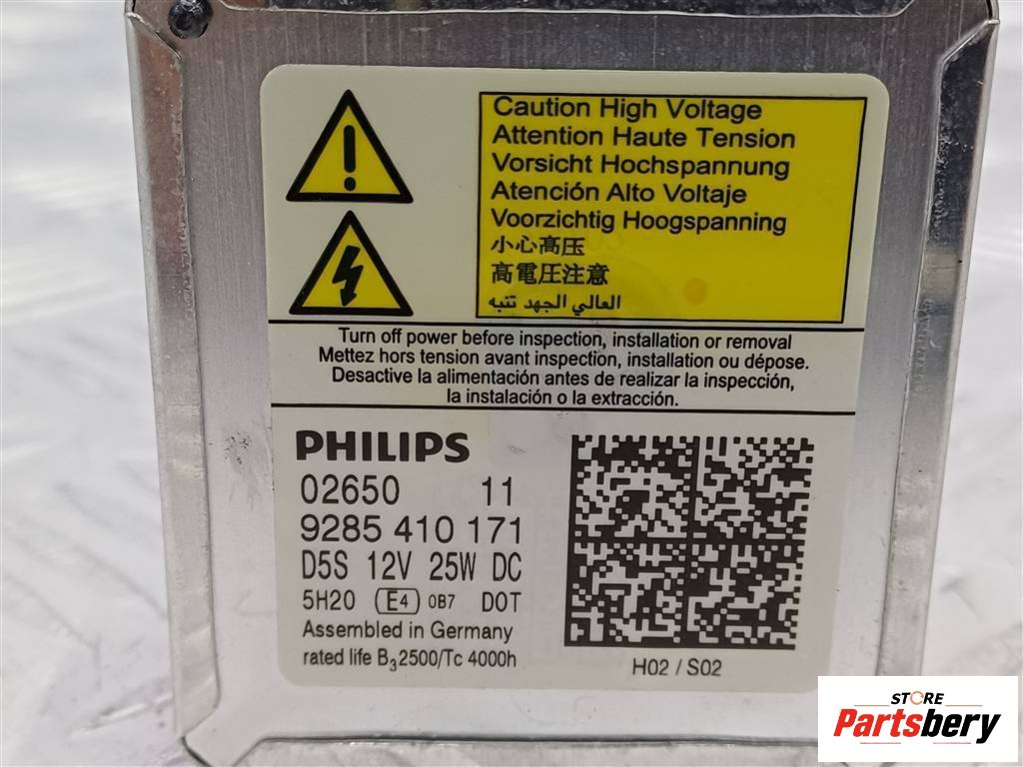 Caution High Voltage
Attention Haute Tension
Vorsicht Hochspannung
Atención Alto Voltaje
Voorzichtig Hoogspanning
小心高压
高電圧注意
العالي الجهد تتبه
Turn off power before inspection, installation or removal
Mettez hors tension avant inspection, installation ou dépose.
Desactive la alimentación antes de realizar la inspección,
la instalación o la extracción.
PHILIPS
02650 11
9285 410 171
D5S 12V 25W DC
5H20 E4 0B7 DOT
Assembled in Germany
rated life B3 2500/Tc 4000h
H02 / S02
STORE
Partsbery